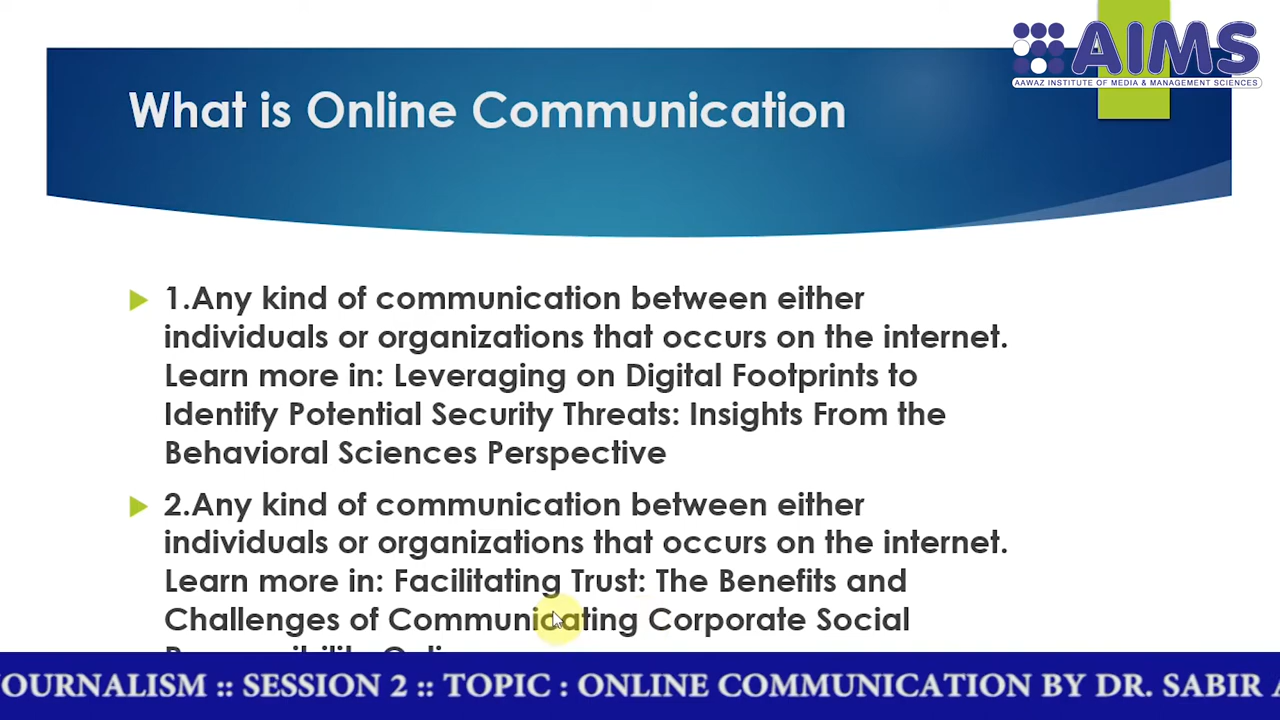 AIMS
AAWAZ INSTITUTE OF MEDIA & MANAGEMENT SCIENCES
What is Online Communication
1.Any kind of communication between either
individuals or organizations that occurs on the internet.
Learn more in: Leveraging on Digital Footprints to
Identify Potential Security Threats: Insights From the
Behavioral Sciences Perspective
2.Any kind of communication between either
individuals or organizations that occurs on the internet.
Learn more in: Facilitating Trust: The Benefits and
Challenges of Communicating Corporate Social
OURNALISM :: SESSION 2 :: TOPIC : ONLINE COMMUNICATION BY DR. SABIR A